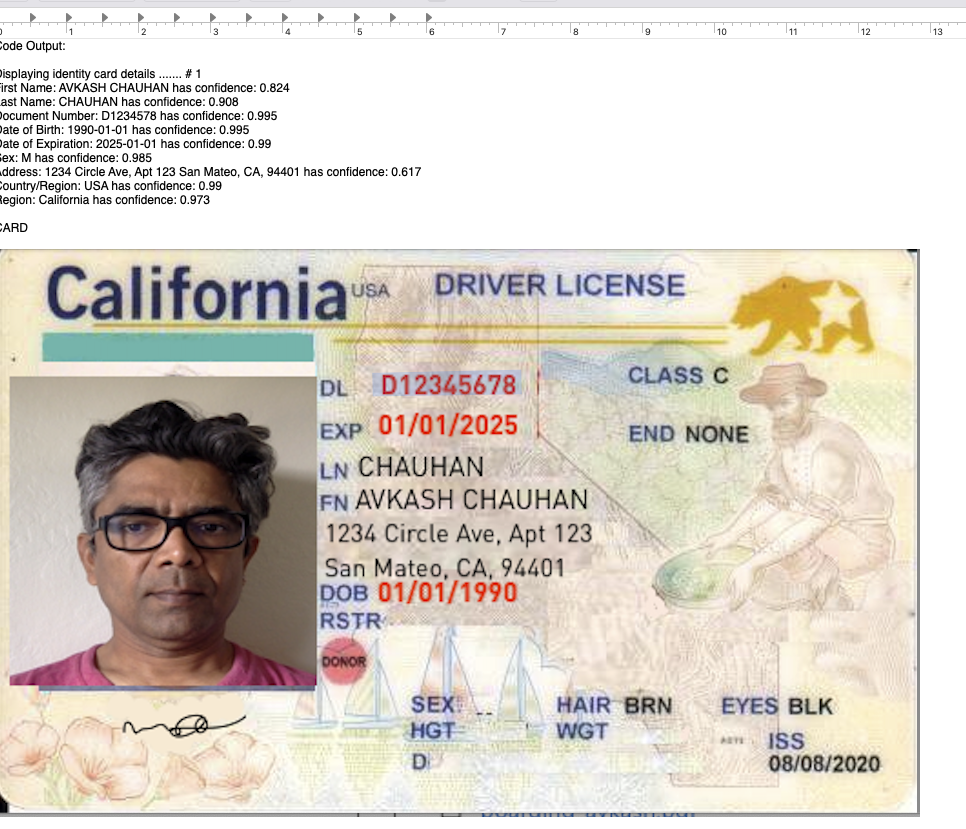 0 1 2 3 4 5 6 7 8 9 10 11 12 13
Code Output:
Displaying identity card details ....... # 1
First Name: AVKASH CHAUHAN has confidence: 0.824
Last Name: CHAUHAN has confidence: 0.908
Document Number: D1234578 has confidence: 0.995
Date of Birth: 1990-01-01 has confidence: 0.995
Date of Expiration: 2025-01-01 has confidence: 0.99
Sex: M has confidence: 0.985
Address: 1234 Circle Ave, Apt 123 San Mateo, CA, 94401 has confidence: 0.617
Country/Region: USA has confidence: 0.99
Region: California has confidence: 0.973
CARD
California USA DRIVER LICENSE
DL D12345678 CLASS C
EXP 01/01/2025 END NONE
LN CHAUHAN
FN AVKASH CHAUHAN
1234 Circle Ave, Apt 123
San Mateo, CA, 94401
DOB 01/01/1990
RSTR
DONOR
SEX HAIR BRN EYES BLK
HGT WGT
ISS
D 08/08/2020